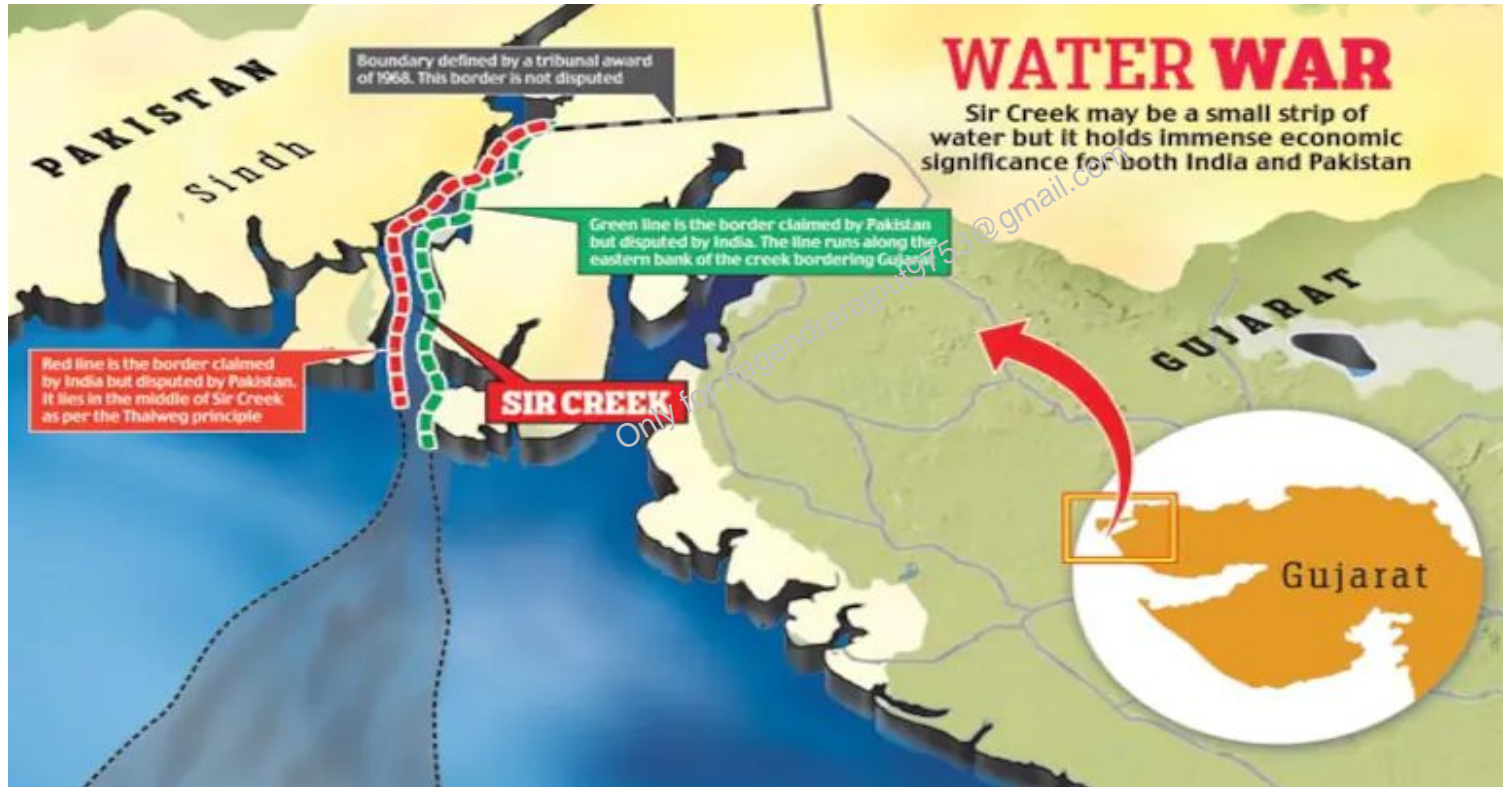 WATER WAR
Sir Creek may be a small strip of
water but it holds immense economic
significance for both India and Pakistan
Boundary defined by a tribunal award
of 1968. This border is not disputed
PAKISTAN
Sindh
Green line is the border claimed by Pakistan
but disputed by India. The line runs along the
eastern bank of the creek bordering Gujarat
GUJARAT
Red line is the border claimed
by India but disputed by Pakistan.
It lies in the middle of Sir Creek
as per the Thalweg principle
SIR CREEK
Gujarat
Only for @gmail.com